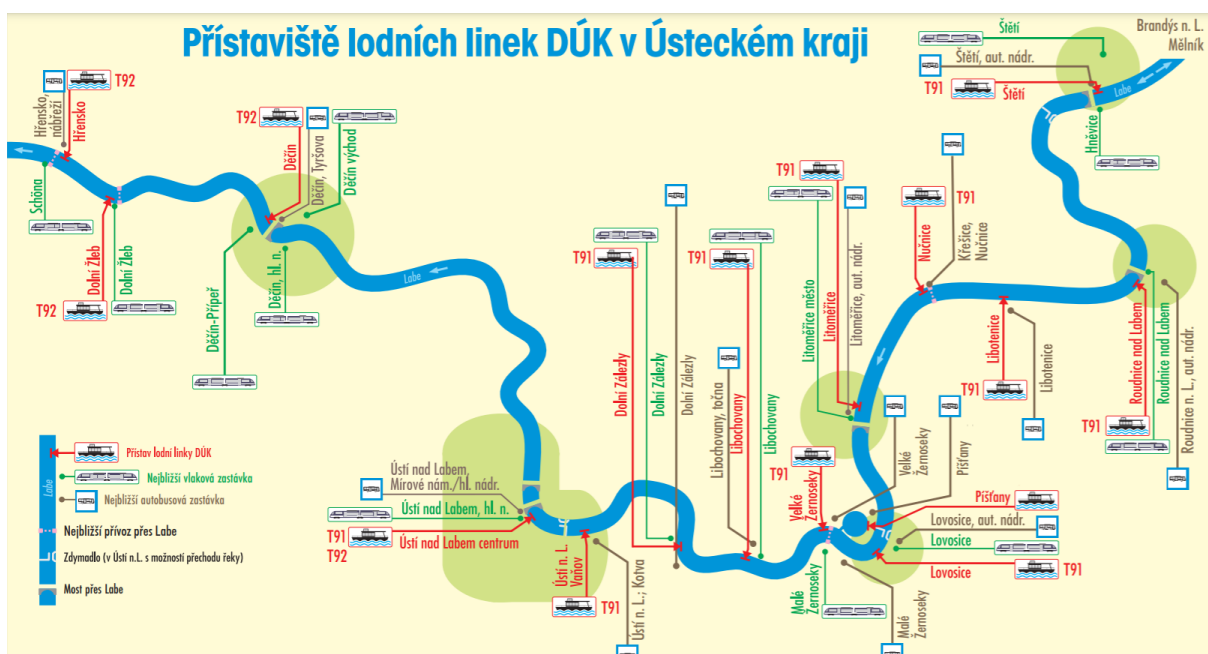 Přístaviště lodních linek DÚK v Ústeckém kraji
Hřensko,
nábřeží
Hřensko
T92
Schöna
Dolní Žleb
T92
Dolní Žleb
T92
Děčín
Děčín, Tyršova
Děčín východ
Děčín-Přípeř
Děčín, hl. n.
Labe
Labe
Ústí nad Labem,
Mírové nám./hl. nádr.
Ústí nad Labem, hl. n.
T91
T92
Ústí nad Labem centrum
Ústí n. L.
Vaňov
T91
Ústí n. L.; Kotva
T91
Dolní Zálezly
Dolní Zálezly
Dolní Zálezly
Libochovany, točna
T91
Libochovany
Libochovany
T91
Velké
Žernoseky
Malé
Žernoseky
Velké
Žernoseky
Malé
Žernoseky
Píšťany
Píšťany
Lovosice, aut. nádr.
Lovosice
Lovosice
T91
T91
Litoměřice město
Litoměřice
Litoměřice, aut. nádr.
T91
Nučnice
Křešice,
Nučnice
Libotenice
T91
Libotenice
T91
Roudnice nad Labem
Roudnice nad Labem
Roudnice n. L., aut. nádr.
Štětí
Štětí, aut. nádr.
T91
Štětí
Hněvice
Labe
Brandýs n. L.
Mělník
Labe
Přístav lodní linky DÚK
Nejbližší vlaková zastávka
Nejbližší autobusová zastávka
Nejbližší přívoz přes Labe
Zdymadlo (v Ústí n.L. s možností přechodu řeky)
Most přes Labe